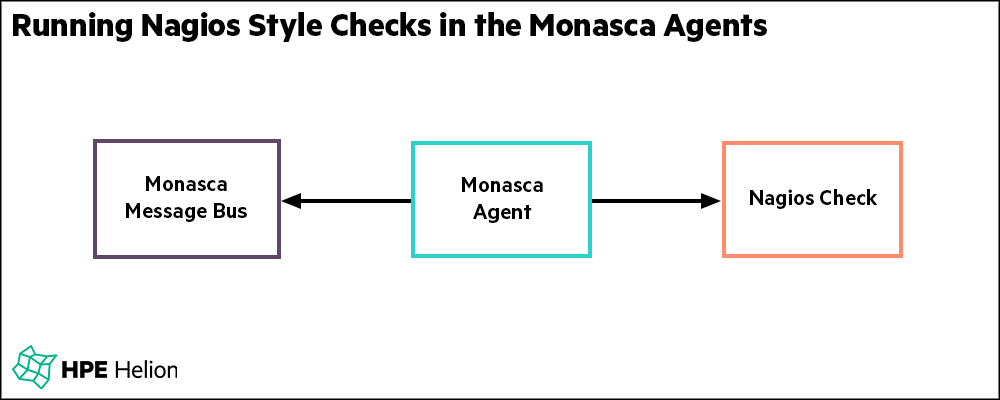 Running Nagios Style Checks in the Monasca Agents
Monasca
Message Bus
Monasca
Agent
Nagios Check
HPE Helion